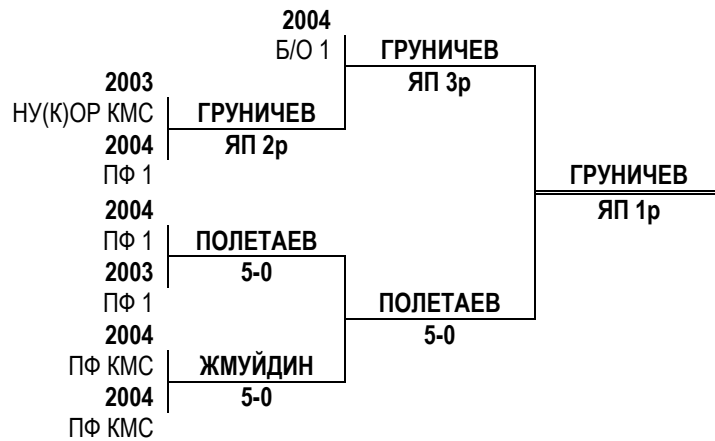 2004
Б/О 1
ГРУНИЧЕВ
ЯП 3р
2003
НУ(К)ОР КМС
ГРУНИЧЕВ
2004
ЯП 2р
ПФ 1
ГРУНИЧЕВ
ЯП 1р
2004
ПФ 1
ПОЛЕТАЕВ
2003
5-0
ПФ 1
ПОЛЕТАЕВ
2004
5-0
ПФ КМС
ЖМУЙДИН
2004
5-0
ПФ КМС